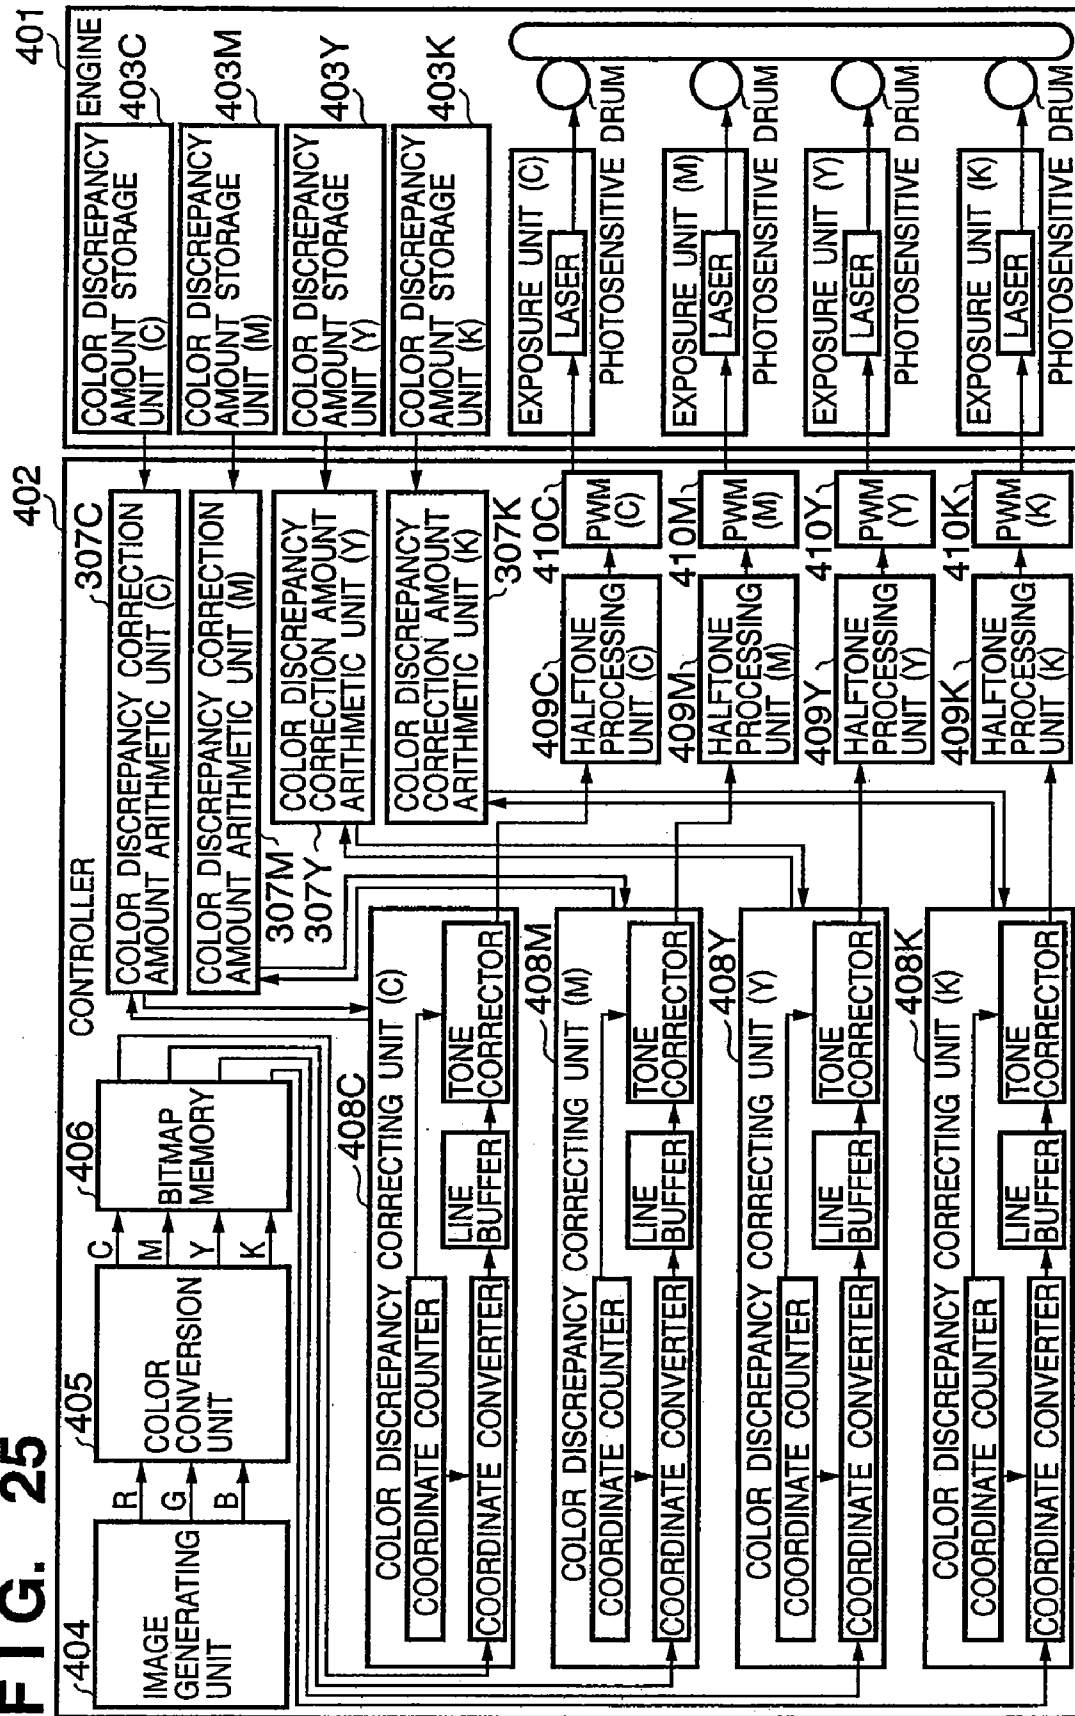 FIG. 25
401
ENGINE
COLOR DISCREPANCY
AMOUNT STORAGE
UNIT (C)
403C
COLOR DISCREPANCY
AMOUNT STORAGE
UNIT (M)
403M
COLOR DISCREPANCY
AMOUNT STORAGE
UNIT (Y)
403Y
COLOR DISCREPANCY
AMOUNT STORAGE
UNIT (K)
403K
EXPOSURE UNIT (C)
LASER
PHOTOSENSITIVE DRUM
DRUM
EXPOSURE UNIT (M)
LASER
PHOTOSENSITIVE DRUM
DRUM
EXPOSURE UNIT (Y)
LASER
PHOTOSENSITIVE DRUM
DRUM
EXPOSURE UNIT (K)
LASER
PHOTOSENSITIVE DRUM
DRUM
402
CONTROLLER
404
IMAGE
GENERATING
UNIT
R
G
B
405
COLOR
CONVERSION
UNIT
C
M
Y
K
406
BITMAP
MEMORY
307C
COLOR DISCREPANCY CORRECTION
AMOUNT ARITHMETIC UNIT (C)
COLOR DISCREPANCY CORRECTION
AMOUNT ARITHMETIC UNIT (M)
307M
COLOR DISCREPANCY
CORRECTION AMOUNT
ARITHMETIC UNIT (Y)
307Y
COLOR DISCREPANCY
CORRECTION AMOUNT
ARITHMETIC UNIT (K)
307K
408C
COLOR DISCREPANCY CORRECTING UNIT (C)
COORDINATE COUNTER
COORDINATE CONVERTER
LINE
BUFFER
TONE
CORRECTOR
409C
HALFTONE
PROCESSING
UNIT (C)
410C
PWM
(C)
408M
COLOR DISCREPANCY CORRECTING UNIT (M)
COORDINATE COUNTER
COORDINATE CONVERTER
LINE
BUFFER
TONE
CORRECTOR
409M
HALFTONE
PROCESSING
UNIT (M)
410M
PWM
(M)
408Y
COLOR DISCREPANCY CORRECTING UNIT (Y)
COORDINATE COUNTER
COORDINATE CONVERTER
LINE
BUFFER
TONE
CORRECTOR
409Y
HALFTONE
PROCESSING
UNIT (Y)
410Y
PWM
(Y)
408K
COLOR DISCREPANCY CORRECTING UNIT (K)
COORDINATE COUNTER
COORDINATE CONVERTER
LINE
BUFFER
TONE
CORRECTOR
409K
HALFTONE
PROCESSING
UNIT (K)
410K
PWM
(K)